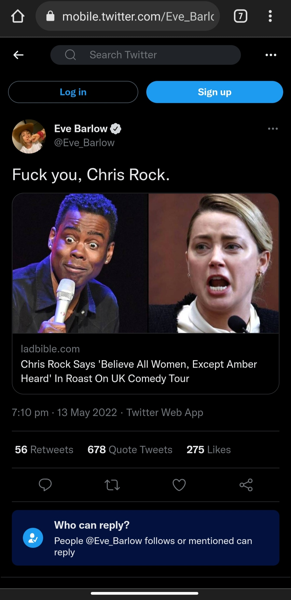 mobile.twitter.com/Eve_Barlo
7
Search Twitter
Log in
Sign up
Eve Barlow
@Eve_Barlow
Fuck you, Chris Rock.
ladbible.com
Chris Rock Says 'Believe All Women, Except Amber
Heard' In Roast On UK Comedy Tour
7:10 pm · 13 May 2022 · Twitter Web App
56 Retweets 678 Quote Tweets 275 Likes
Who can reply?
People @Eve_Barlow follows or mentioned can
reply